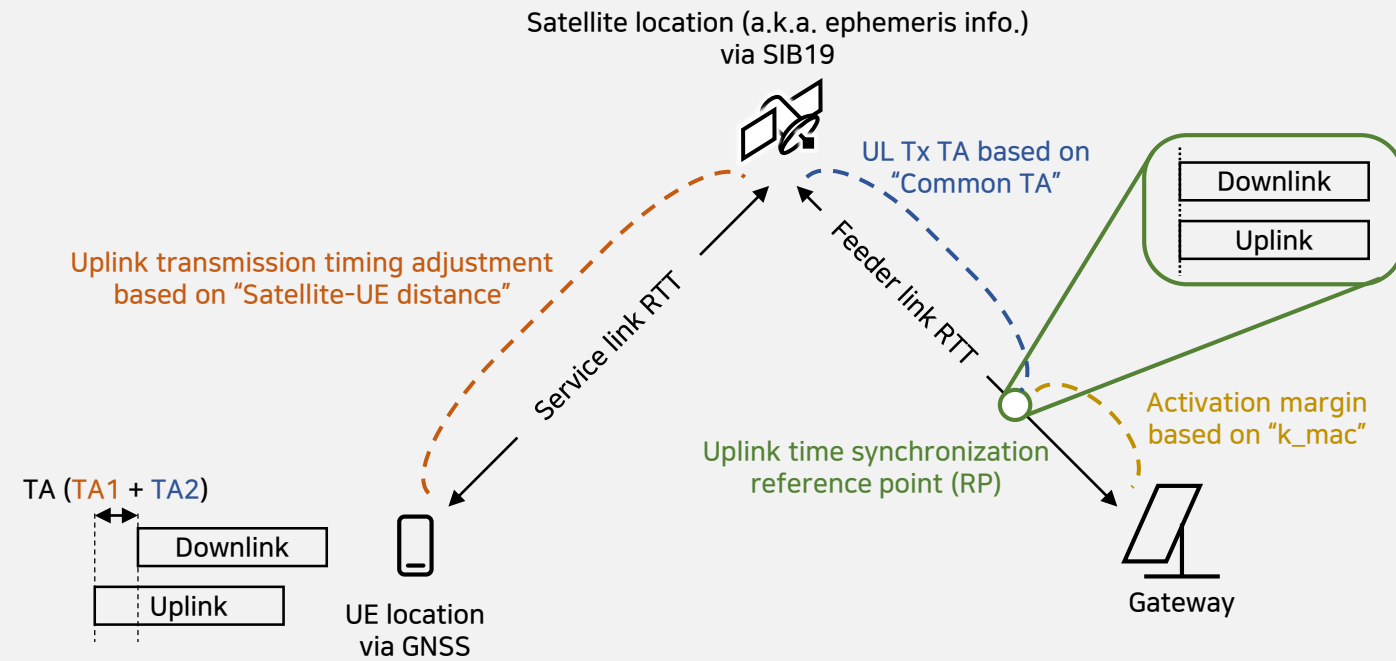 Satellite location (a.k.a. ephemeris info.)
via SIB19
UL Tx TA based on
“Common TA”
Downlink
Uplink
Uplink transmission timing adjustment
based on “Satellite-UE distance”
Service link RTT
Feeder link RTT
Activation margin
based on “k_mac”
Uplink time synchronization
reference point (RP)
TA (TA1 + TA2)
Downlink
Uplink
UE location
via GNSS
Gateway